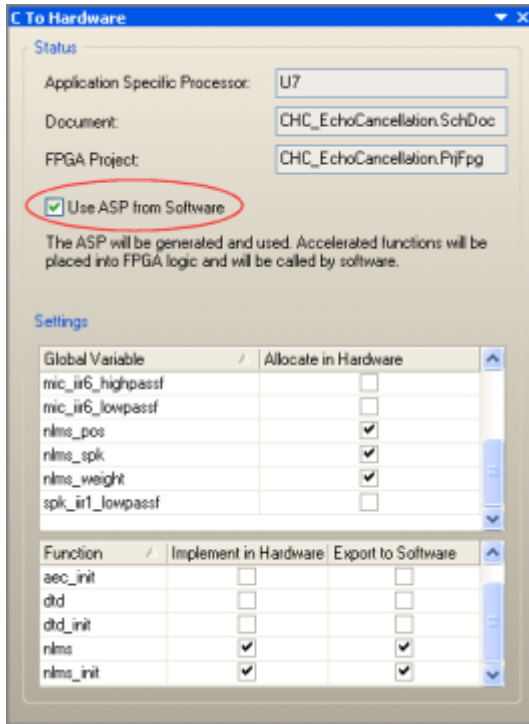 C To Hardware
Status
Application Specific Processor: U7
Document: CHC_EchoCancellation.SchDoc
FPGA Project: CHC_EchoCancellation.PrjFpg
Use ASP from Software
The ASP will be generated and used. Accelerated functions will be
placed into FPGA logic and will be called by software.
Settings
Global Variable Allocate in Hardware
mic_iir6_highpassf
mic_iir6_lowpassf
nlms_pos
nlms_spk
nlms_weight
spk_iir1_lowpassf
Function Implement in Hardware Export to Software
aec_init
dtd
dtd_init
nlms
nlms_init